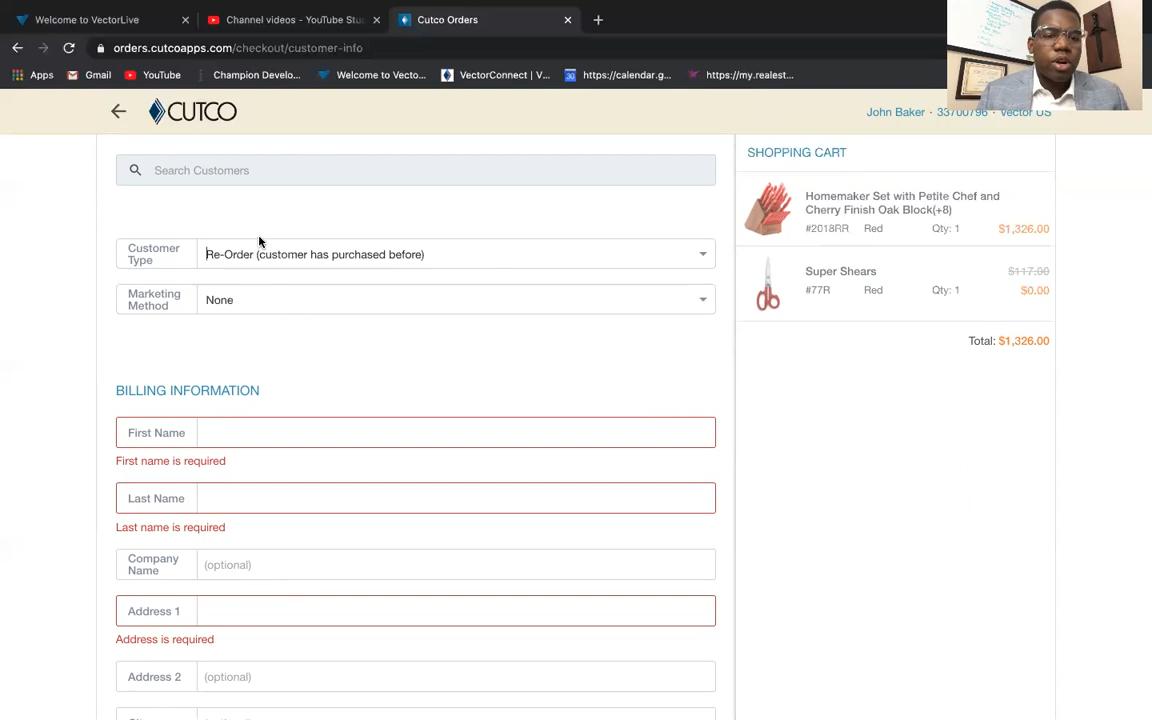 Welcome to VectorLive
Channel videos - YouTube Stu
Cutco Orders
orders.cutcoapps.com/checkout/customer-info
Apps
Gmail
YouTube
Champion Develo...
Welcome to Vecto...
VectorConnect | V...
https://calendar.g...
https://my.realest...
CUTCO
John Baker · 33700796 · Vector US
Search Customers
Customer
Type
Re-Order (customer has purchased before)
Marketing
Method
None
BILLING INFORMATION
First Name
First name is required
Last Name
Last name is required
Company
Name
(optional)
Address 1
Address is required
Address 2
(optional)
SHOPPING CART
Homemaker Set with Petite Chef and
Cherry Finish Oak Block(+8)
#2018RR Red Qty: 1 $1,326.00
Super Shears $117.00
#77R Red Qty: 1 $0.00
Total: $1,326.00